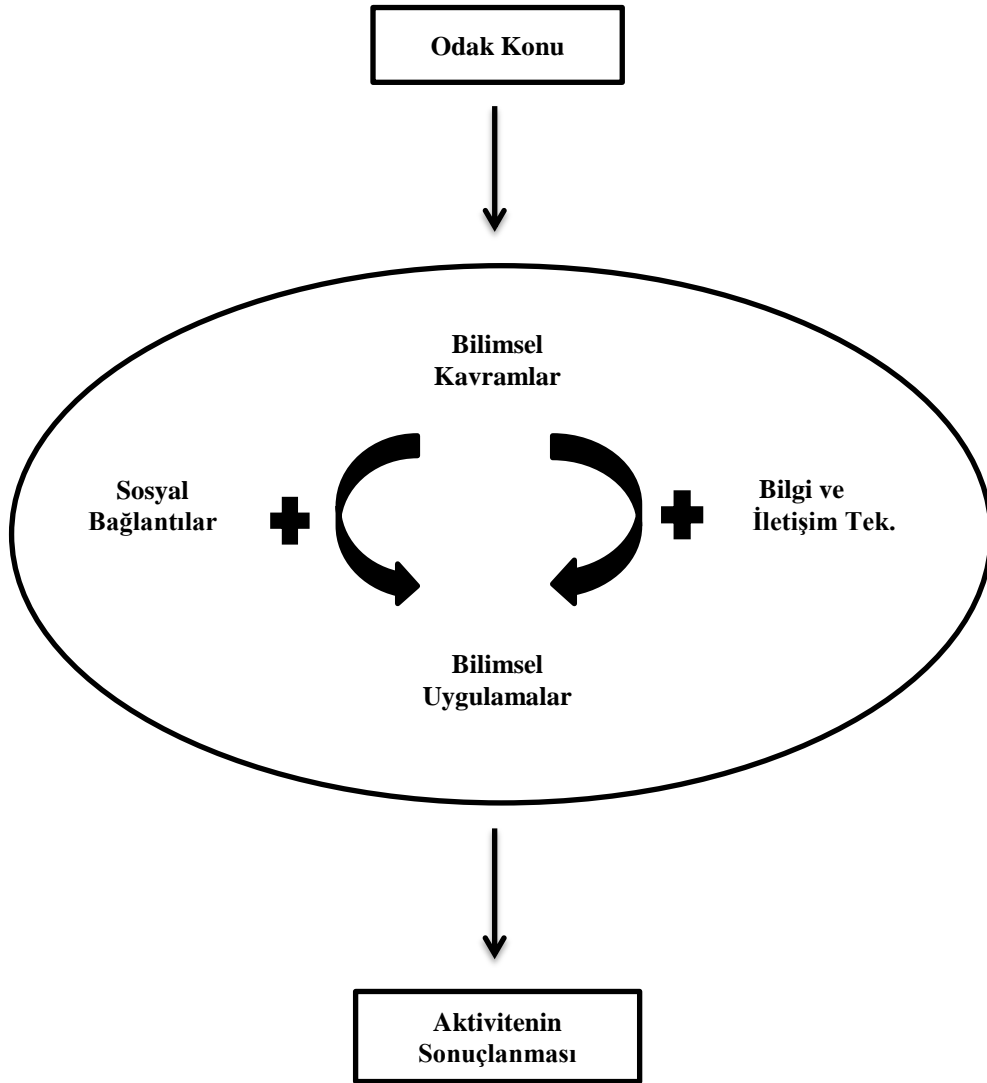 Odak Konu
Bilimsel
Kavramlar
Sosyal
Bağlantılar
Bilgi ve
İletişim Tek.
Bilimsel
Uygulamalar
Aktivitenin
Sonuçlanması